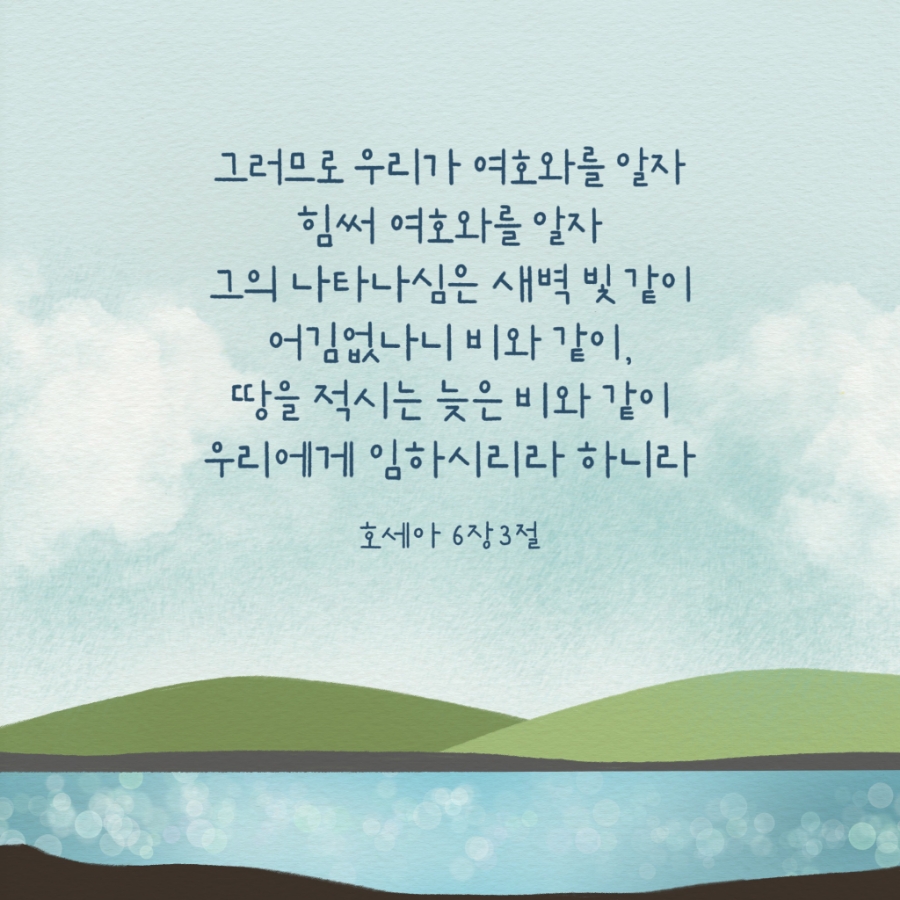 그러므로 우리가 여호와를 알자
힘써 여호와를 알자
그의 나타나심은 새벽 빛 같이
어김없나니 비와 같이,
땅을 적시는 늦은 비와 같이
우리에게 임하시리라 하니라
호세아 6장 3절